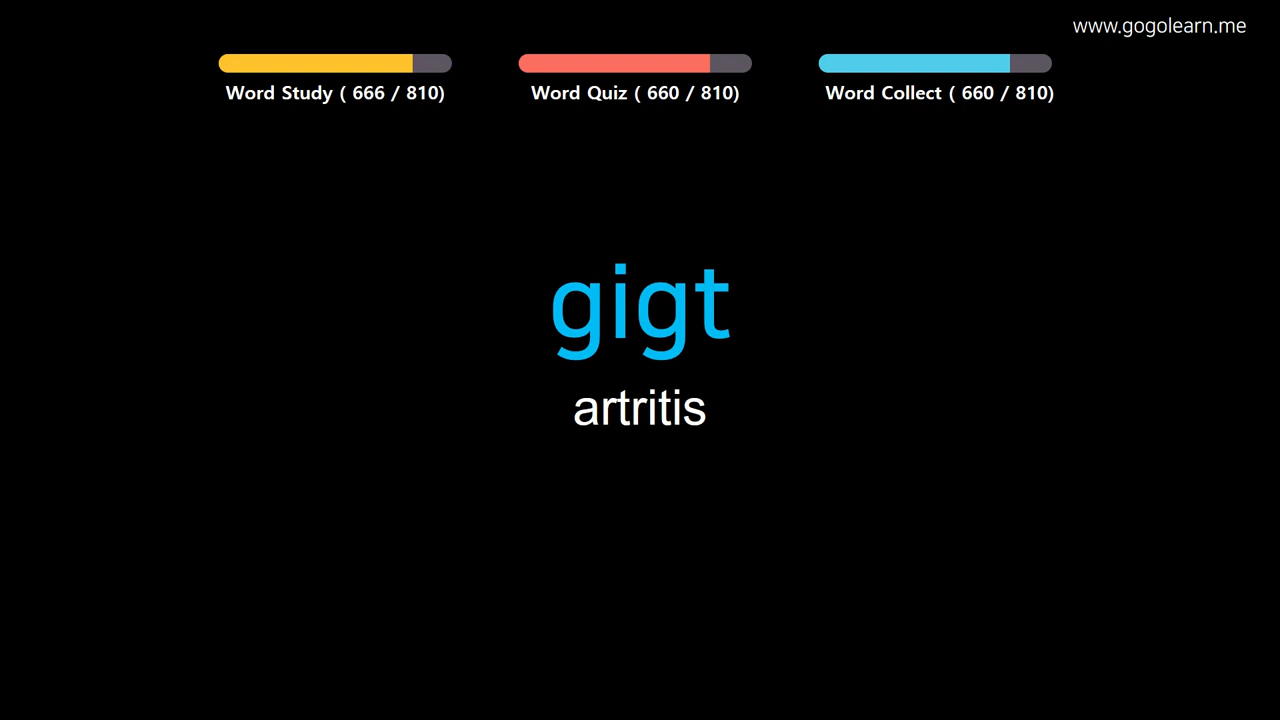 www.gogolearn.me
Word Study ( 666 / 810)
Word Quiz ( 660 / 810)
Word Collect ( 660 / 810)
gigt
artritis